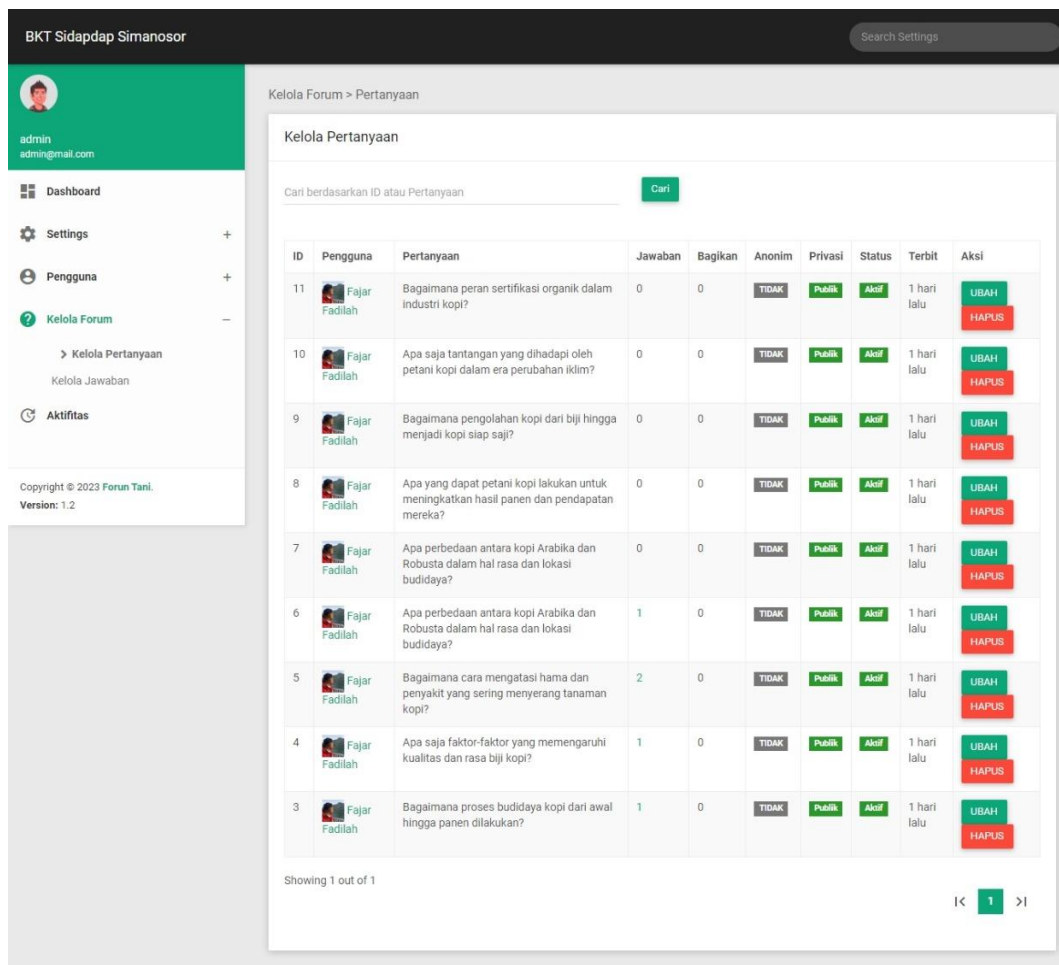 BKT Sidapdap Simanosor
Search Settings
admin
admin@mail.com
Dashboard
Settings +
Pengguna +
Kelola Forum –
> Kelola Pertanyaan
Kelola Jawaban
Aktifitas
Copyright © 2023 Forun Tani.
Version: 1.2
Kelola Forum > Pertanyaan
Kelola Pertanyaan
Cari berdasarkan ID atau Pertanyaan Cari
ID Pengguna Pertanyaan Jawaban Bagikan Anonim Privasi Status Terbit Aksi
11 Fajar Bagaimana peran sertifikasi organik dalam 0 0 TIDAK Publik Aktif 1 hari UBAH
Fadilah industri kopi? lalu HAPUS
10 Fajar Apa saja tantangan yang dihadapi oleh 0 0 TIDAK Publik Aktif 1 hari UBAH
Fadilah petani kopi dalam era perubahan iklim? lalu HAPUS
9 Fajar Bagaimana pengolahan kopi dari biji hingga 0 0 TIDAK Publik Aktif 1 hari UBAH
Fadilah menjadi kopi siap saji? lalu HAPUS
8 Fajar Apa yang dapat petani kopi lakukan untuk 0 0 TIDAK Publik Aktif 1 hari UBAH
Fadilah meningkatkan hasil panen dan pendapatan lalu HAPUS
mereka?
7 Fajar Apa perbedaan antara kopi Arabika dan 0 0 TIDAK Publik Aktif 1 hari UBAH
Fadilah Robusta dalam hal rasa dan lokasi lalu HAPUS
budidaya?
6 Fajar Apa perbedaan antara kopi Arabika dan 1 0 TIDAK Publik Aktif 1 hari UBAH
Fadilah Robusta dalam hal rasa dan lokasi lalu HAPUS
budidaya?
5 Fajar Bagaimana cara mengatasi hama dan 2 0 TIDAK Publik Aktif 1 hari UBAH
Fadilah penyakit yang sering menyerang tanaman lalu HAPUS
kopi?
4 Fajar Apa saja faktor-faktor yang memengaruhi 1 0 TIDAK Publik Aktif 1 hari UBAH
Fadilah kualitas dan rasa biji kopi? lalu HAPUS
3 Fajar Bagaimana proses budidaya kopi dari awal 1 0 TIDAK Publik Aktif 1 hari UBAH
Fadilah hingga panen dilakukan? lalu HAPUS
Showing 1 out of 1
1